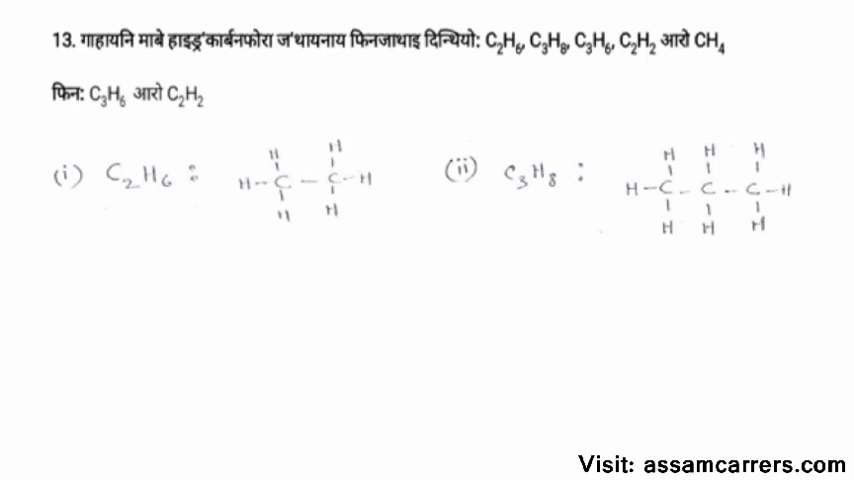 13. गाहायनि माबे हाइड्र'कार्बनफोरा ज'थायनाय फिनजाथाइ दिन्थियो: C₂H₆, C₃H₈, C₃H₆, C₂H₂ आरो CH₄
फिन: C₃H₆ आरो C₂H₂
(i) C₂H₆ : (ii) C₃H₈ :
H H H H H
H-C-C-H H-C-C-C-H
H H H H H
Visit: assamcarrers.com